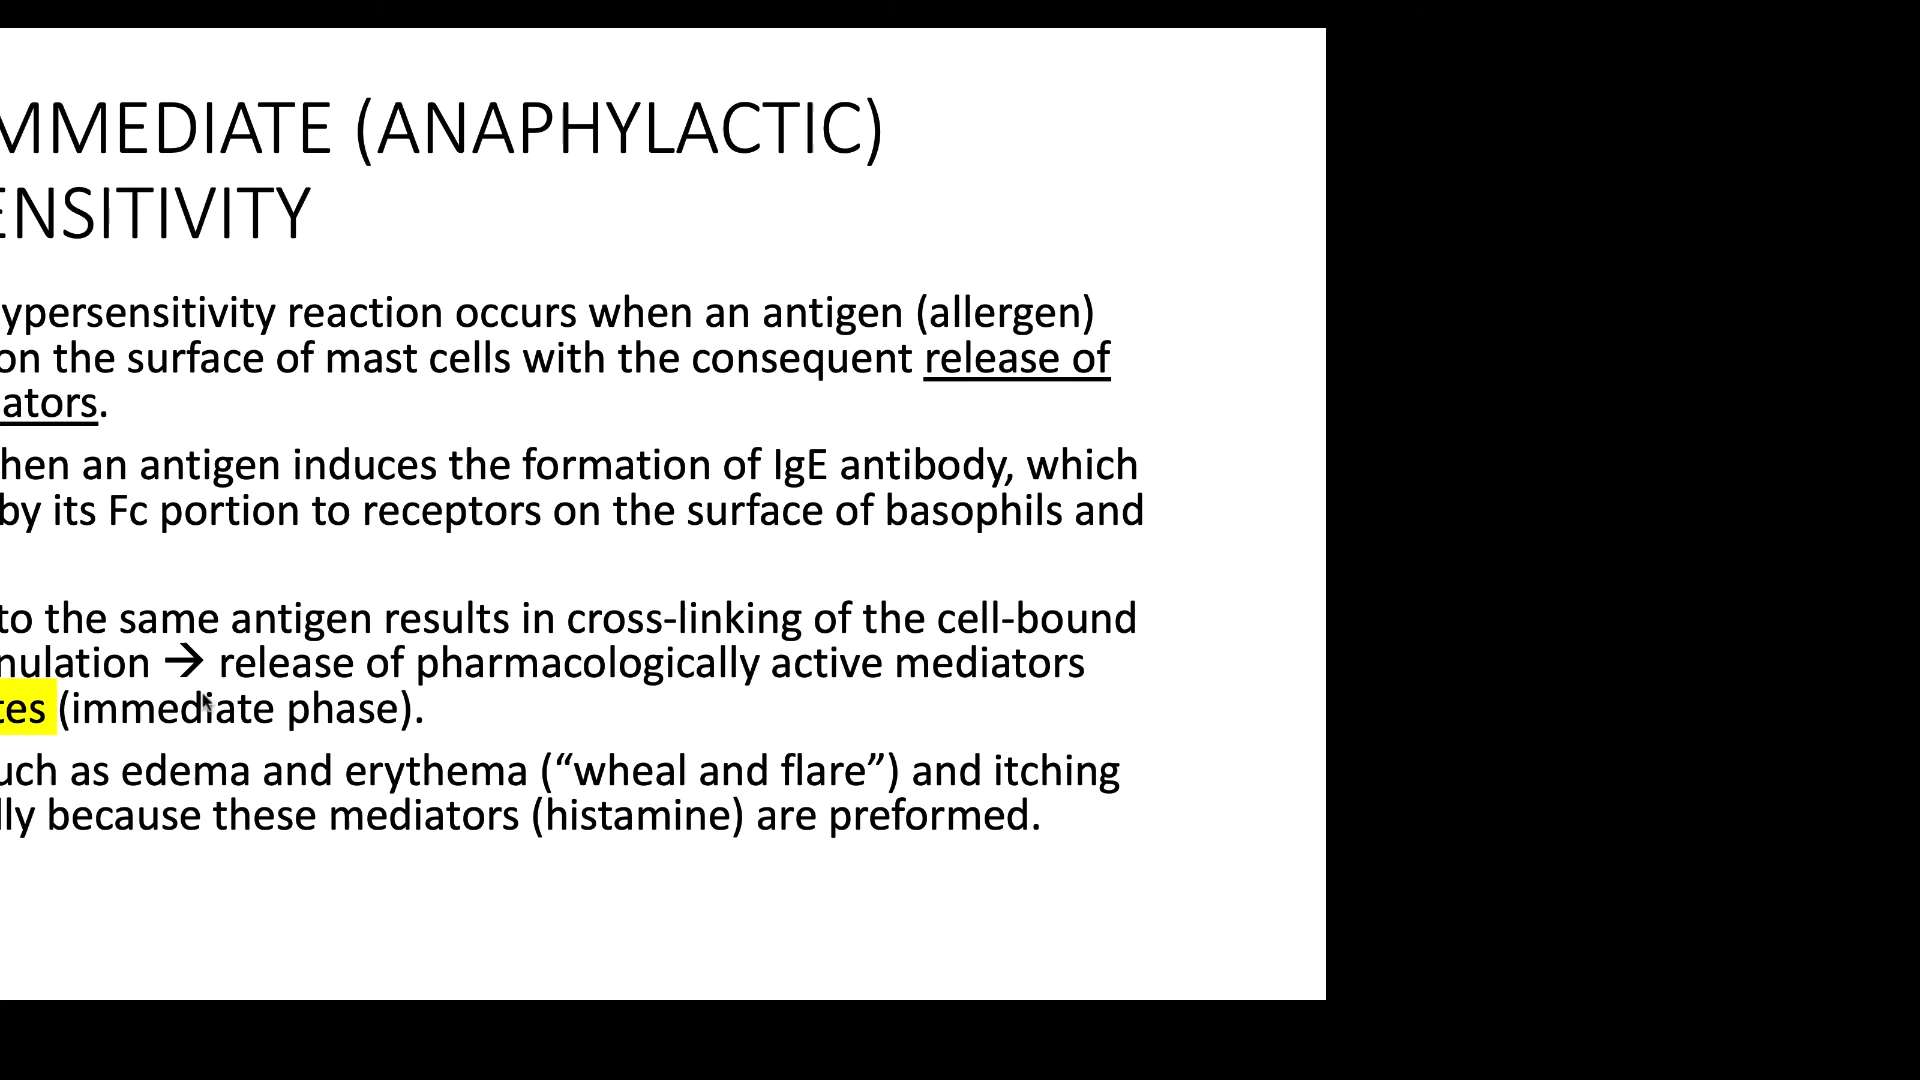 MMEDIATE (ANAPHYLACTIC)
ENSITIVITY
ypersensitivity reaction occurs when an antigen (allergen)
on the surface of mast cells with the consequent release of
ators.
hen an antigen induces the formation of IgE antibody, which
by its Fc portion to receptors on the surface of basophils and
to the same antigen results in cross-linking of the cell-bound
nulation → release of pharmacologically active mediators
tes (immediate phase).
uch as edema and erythema (“wheal and flare”) and itching
lly because these mediators (histamine) are preformed.